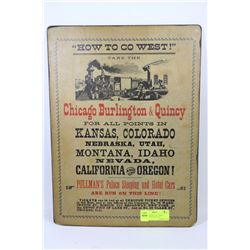 "HOW TO GO WEST!"
TAKE THE
Chicago Burlington & Quincy
FOR ALL POINTS IN
KANSAS, COLORADO
NEBRASKA, UTAH,
MONTANA, IDAHO
NEVADA,
CALIFORNIA AND OREGON!
PULLMAN'S Palace Sleeping and Hotel Cars
ARE RUN ON THIS LINE!